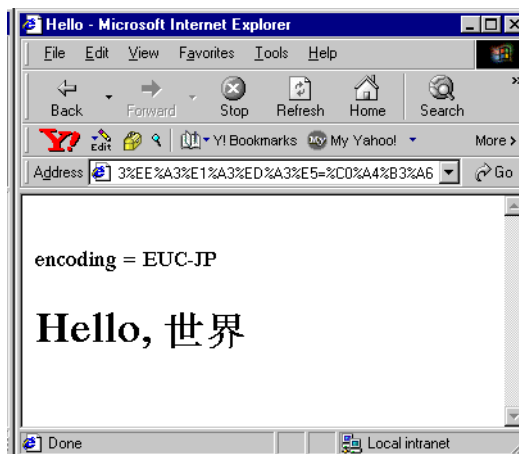 Hello - Microsoft Internet Explorer
File Edit View Favorites Tools Help
Back Forward Stop Refresh Home Search »
Y! Edit Y! Bookmarks My My Yahoo! More >
Address 3%EE%A3%E1%A3%ED%A3%E5=%C0%A4%B3%A6 Go
encoding = EUC-JP
Hello, 世界
Done Local intranet